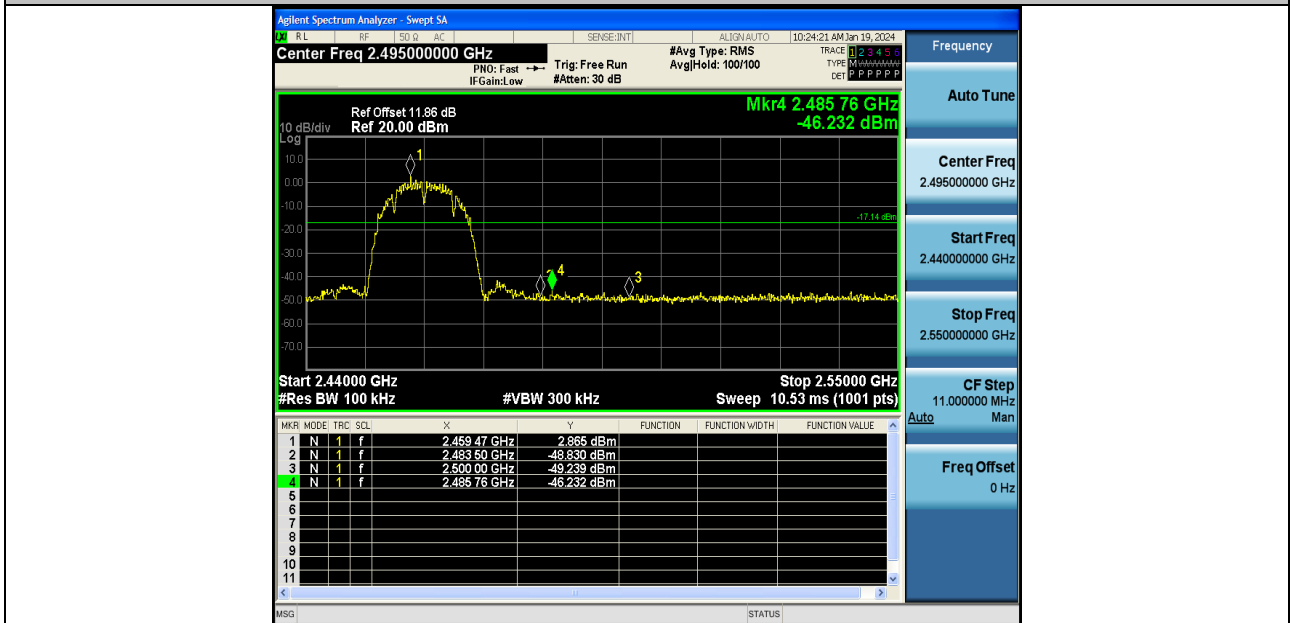 Agilent Spectrum Analyzer - Swept SA
LXI RL RF 50 Ω AC SENSE:INT ALIGN AUTO 10:24:21 AM Jan 19, 2024
Center Freq 2.495000000 GHz
PNO: Fast
IFGain:Low
Trig: Free Run
#Atten: 30 dB
#Avg Type: RMS
Avg|Hold: 100/100
TRACE 1 2 3 4 5 6
TYPE M
DET P P P P P P
Ref Offset 11.86 dB
Ref 20.00 dBm
10 dB/div
Log
Mkr4 2.485 76 GHz
-46.232 dBm
10.0
0.00
-10.0
-20.0
-30.0
-40.0
-50.0
-60.0
-70.0
1
4
3
-17.14 dBm
Start 2.44000 GHz Stop 2.55000 GHz
#Res BW 100 kHz #VBW 300 kHz Sweep 10.53 ms (1001 pts)
MKR MODE TRC SCL X Y FUNCTION FUNCTION WIDTH FUNCTION VALUE
1 N 1 f 2.459 47 GHz 2.865 dBm
2 N 1 f 2.483 50 GHz -48.830 dBm
3 N 1 f 2.500 00 GHz -49.239 dBm
4 N 1 f 2.485 76 GHz -46.232 dBm
5
6
7
8
9
10
11
MSG STATUS
Frequency
Auto Tune
Center Freq
2.495000000 GHz
Start Freq
2.440000000 GHz
Stop Freq
2.550000000 GHz
CF Step
11.000000 MHz
Auto Man
Freq Offset
0 Hz